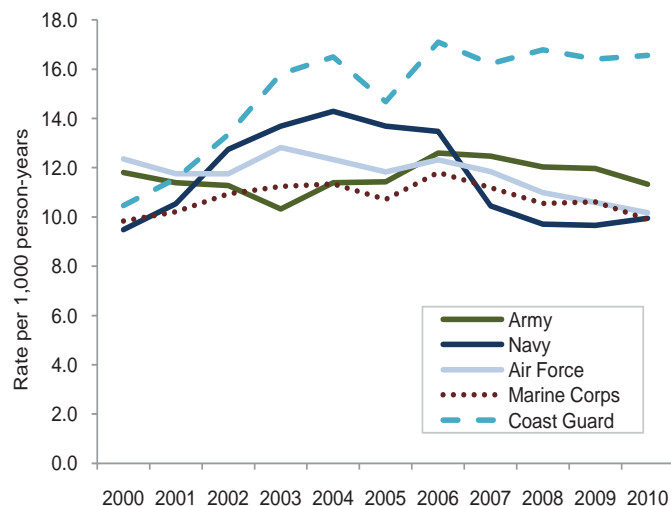 Rate per 1,000 person-years
18.0
16.0
14.0
12.0
10.0
8.0
6.0
4.0
2.0
0.0
Army
Navy
Air Force
Marine Corps
Coast Guard
2000 2001 2002 2003 2004 2005 2006 2007 2008 2009 2010